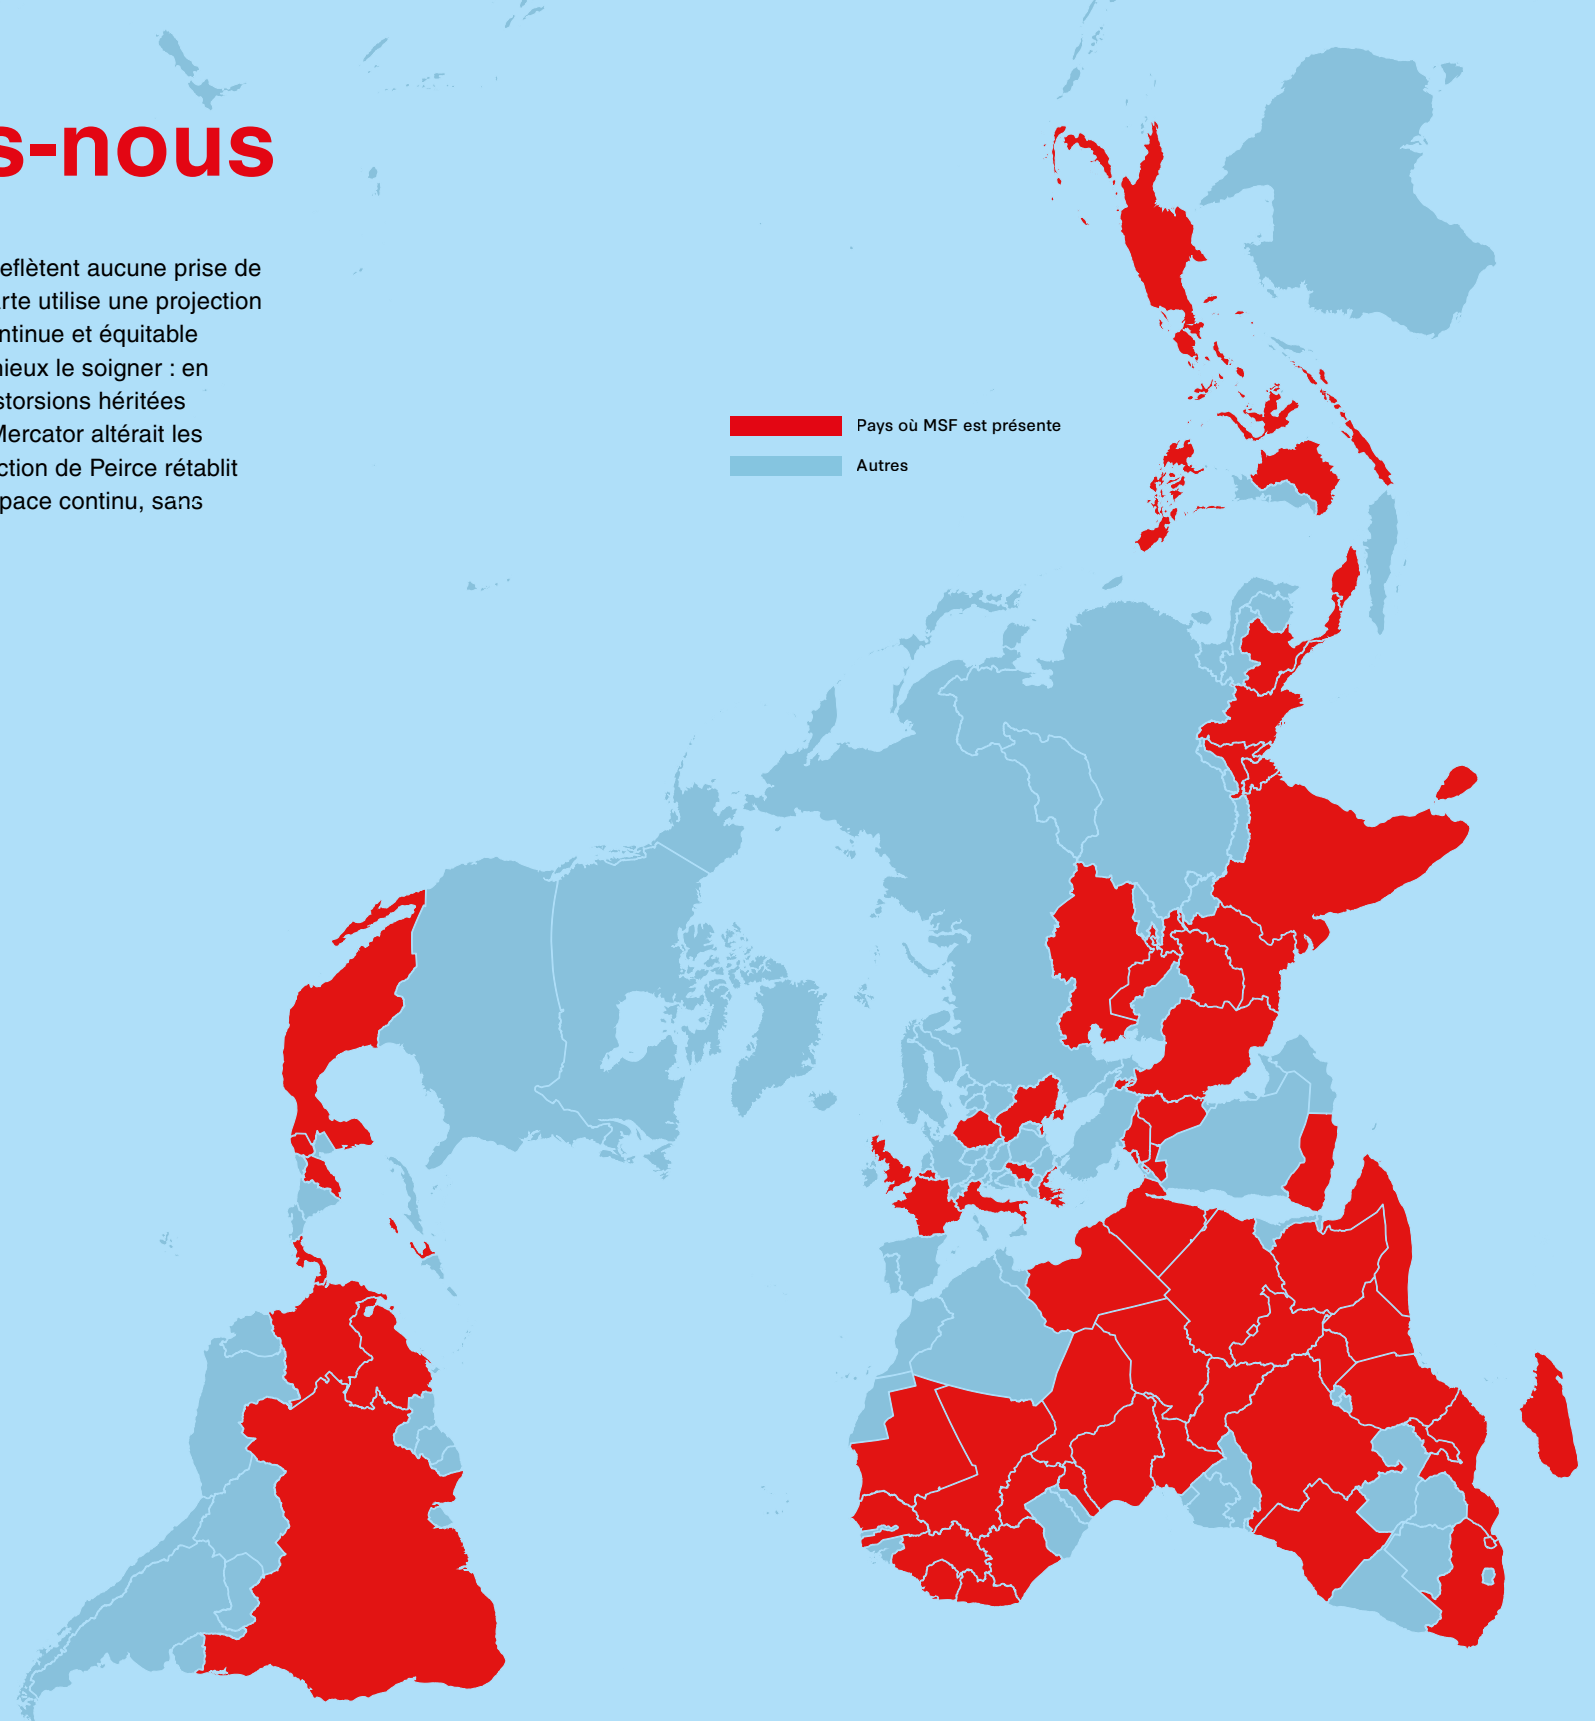 s-nous
eflètent aucune prise de
rte utilise une projection
ntinue et équitable
nieux le soigner : en
storsions héritées
Mercator altérait les
ction de Peirce rétablit
pace continu, sans
Pays où MSF est présente
Autres